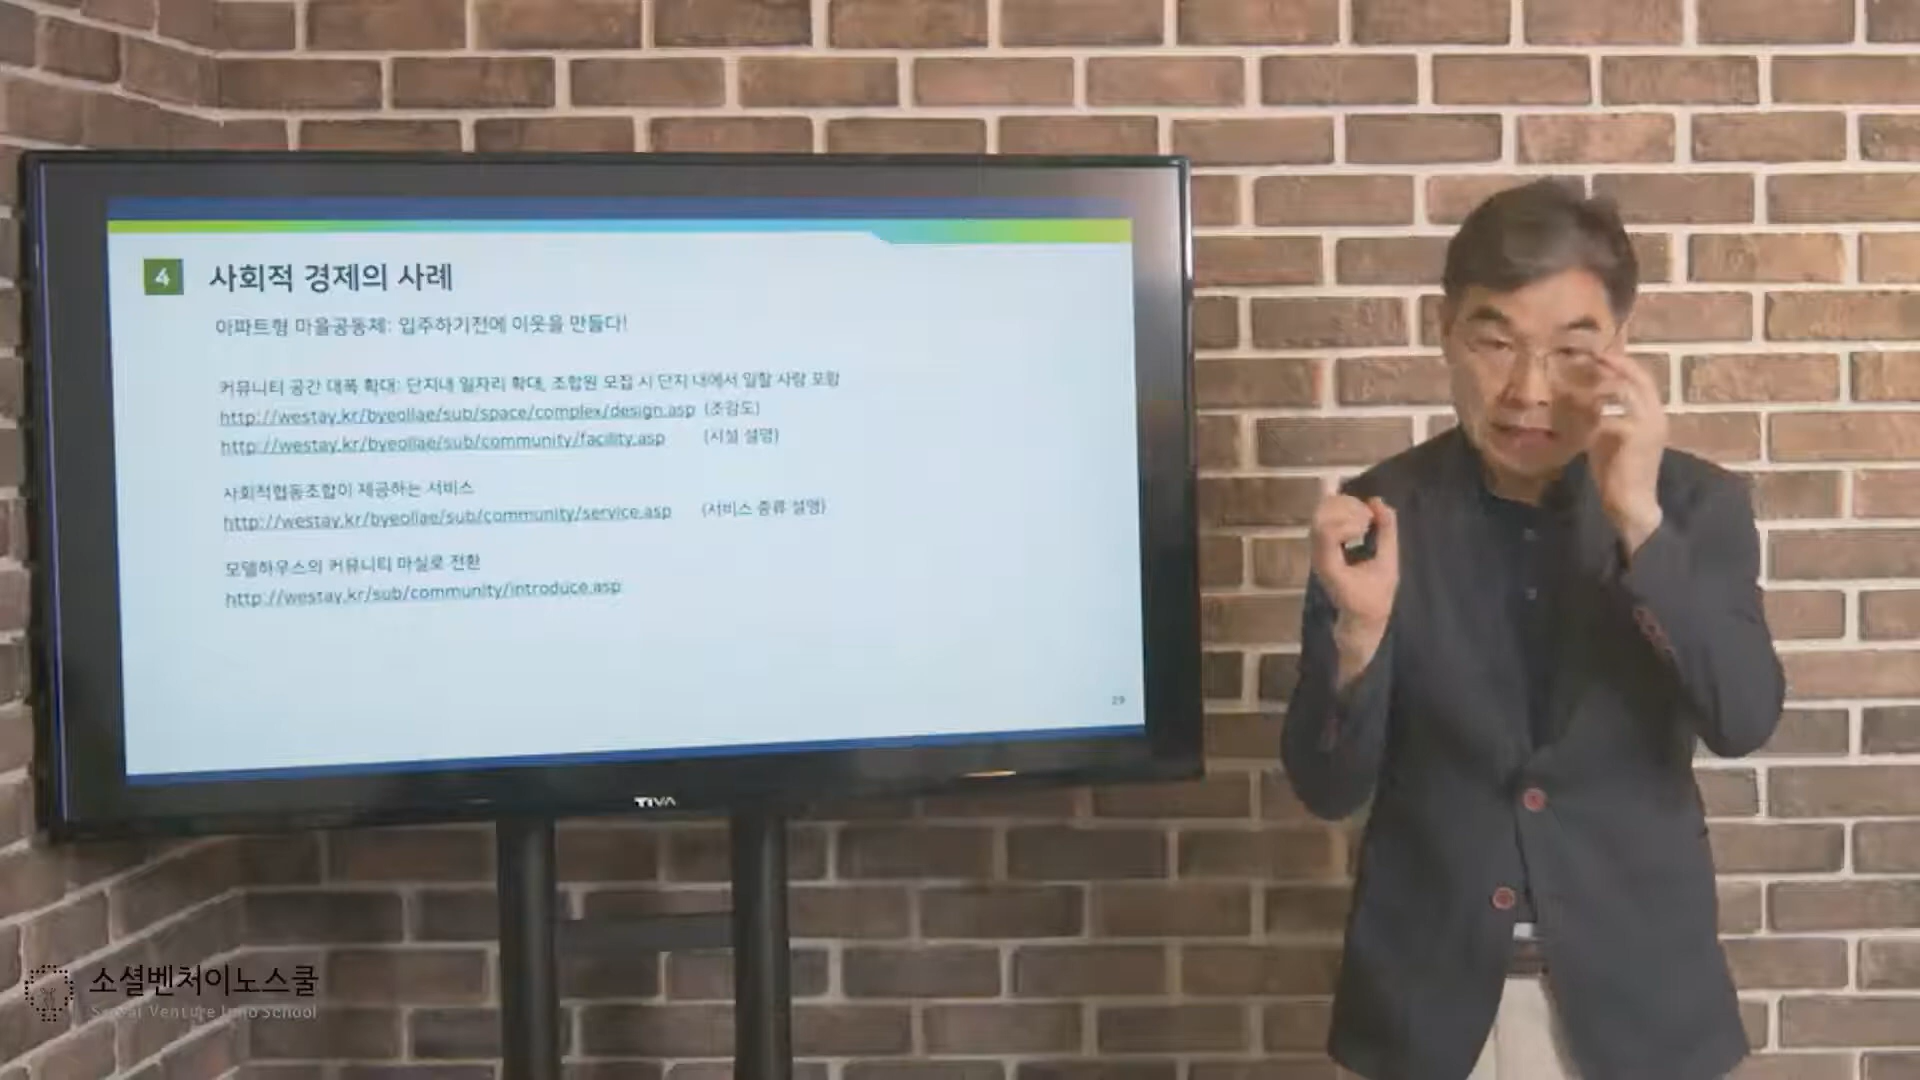 4 사회적 경제의 사례
아파트형 마을공동체: 입주하기전에 이웃을 만들다!
커뮤니티 공간 대폭 확대: 단지내 일자리 확대, 조합원 모집 시 단지 내에서 일할 사람 포함
http://westay.kr/byeollae/sub/space/complex/design.asp (조감도)
http://westay.kr/byeollae/sub/community/facility.asp (시설 설명)
사회적협동조합이 제공하는 서비스
http://westay.kr/byeollae/sub/community/service.asp (서비스 종류 설명)
모델하우스의 커뮤니티 마실로 전환
http://westay.kr/sub/community/introduce.asp
29
TIVA
소셜벤처이노스쿨
Social Venture Inno School